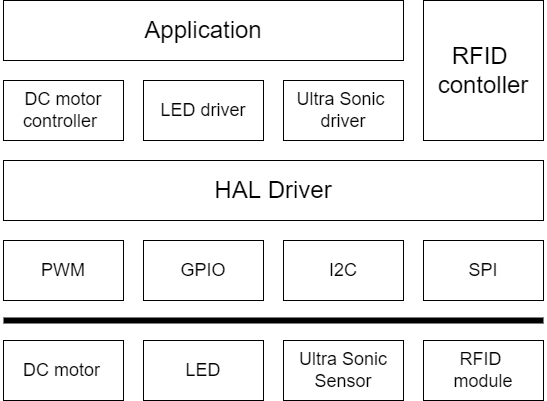 Application
RFID
contoller
DC motor
controller
LED driver
Ultra Sonic
driver
HAL Driver
PWM
GPIO
I2C
SPI
DC motor
LED
Ultra Sonic
Sensor
RFID
module